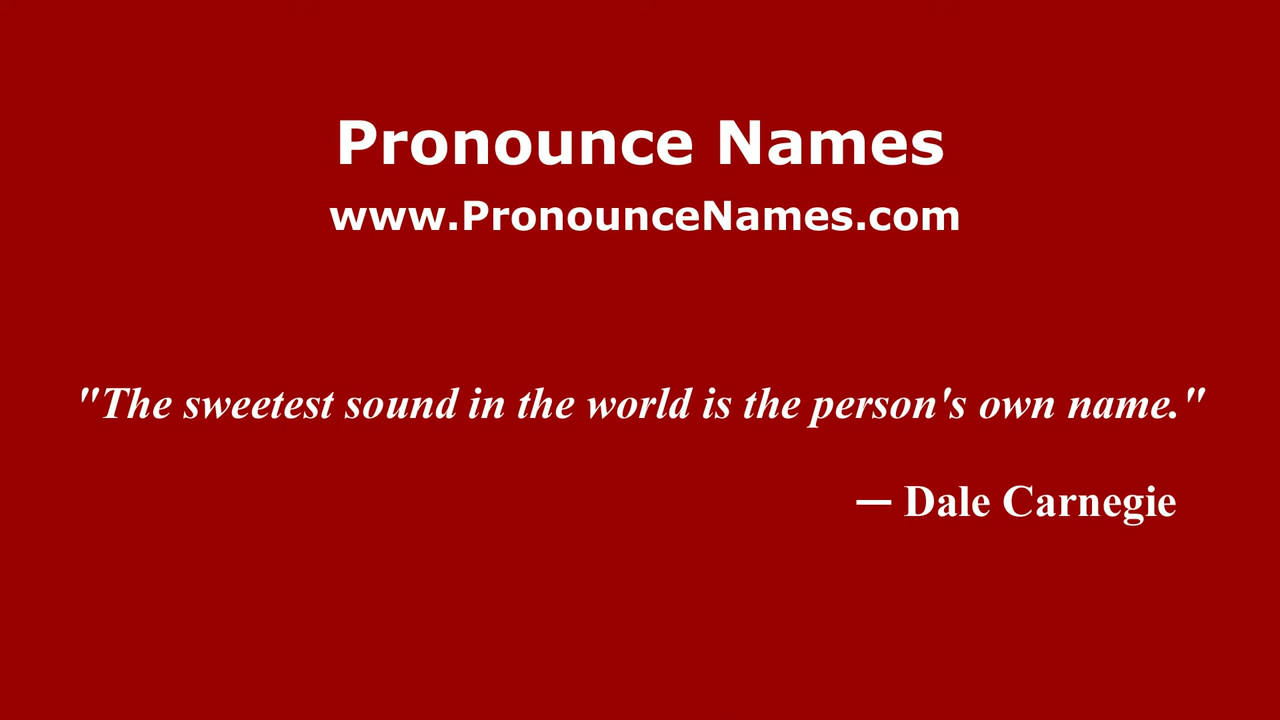 Pronounce Names
www.PronounceNames.com
"The sweetest sound in the world is the person's own name."
— Dale Carnegie